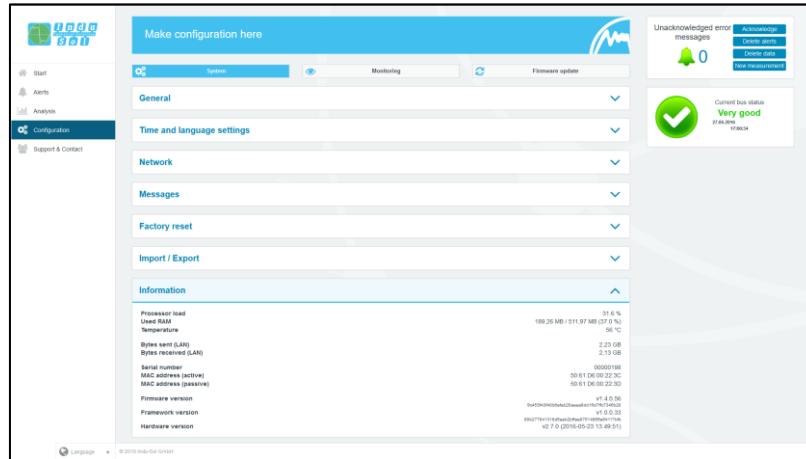 Indu
Sol
Make configuration here
Unacknowledged error messages
0
Acknowledge
Delete alerts
Delete data
New measurement
Start
Alerts
Analysis
Configuration
Support & Contact
System
Monitoring
Firmware update
General
Time and language settings
Network
Messages
Factory reset
Import / Export
Information
Current bus status
Very good
27.05.2016
17:00:34
Processor load 31.6 %
Used RAM 189,26 MB / 511,97 MB (37.0 %)
Temperature 56 °C
Bytes sent (LAN) 2,23 GB
Bytes received (LAN) 2,13 GB
Serial number 00000198
MAC address (active) 50:61:D6:00:22:3C
MAC address (passive) 50:61:D6:00:22:3D
Firmware version v1.4.0.56
Framework version v1.0.0.33
Hardware version v2.7.0 (2016-05-23 13:49:51)
Language
© 2015 Indu-Sol GmbH